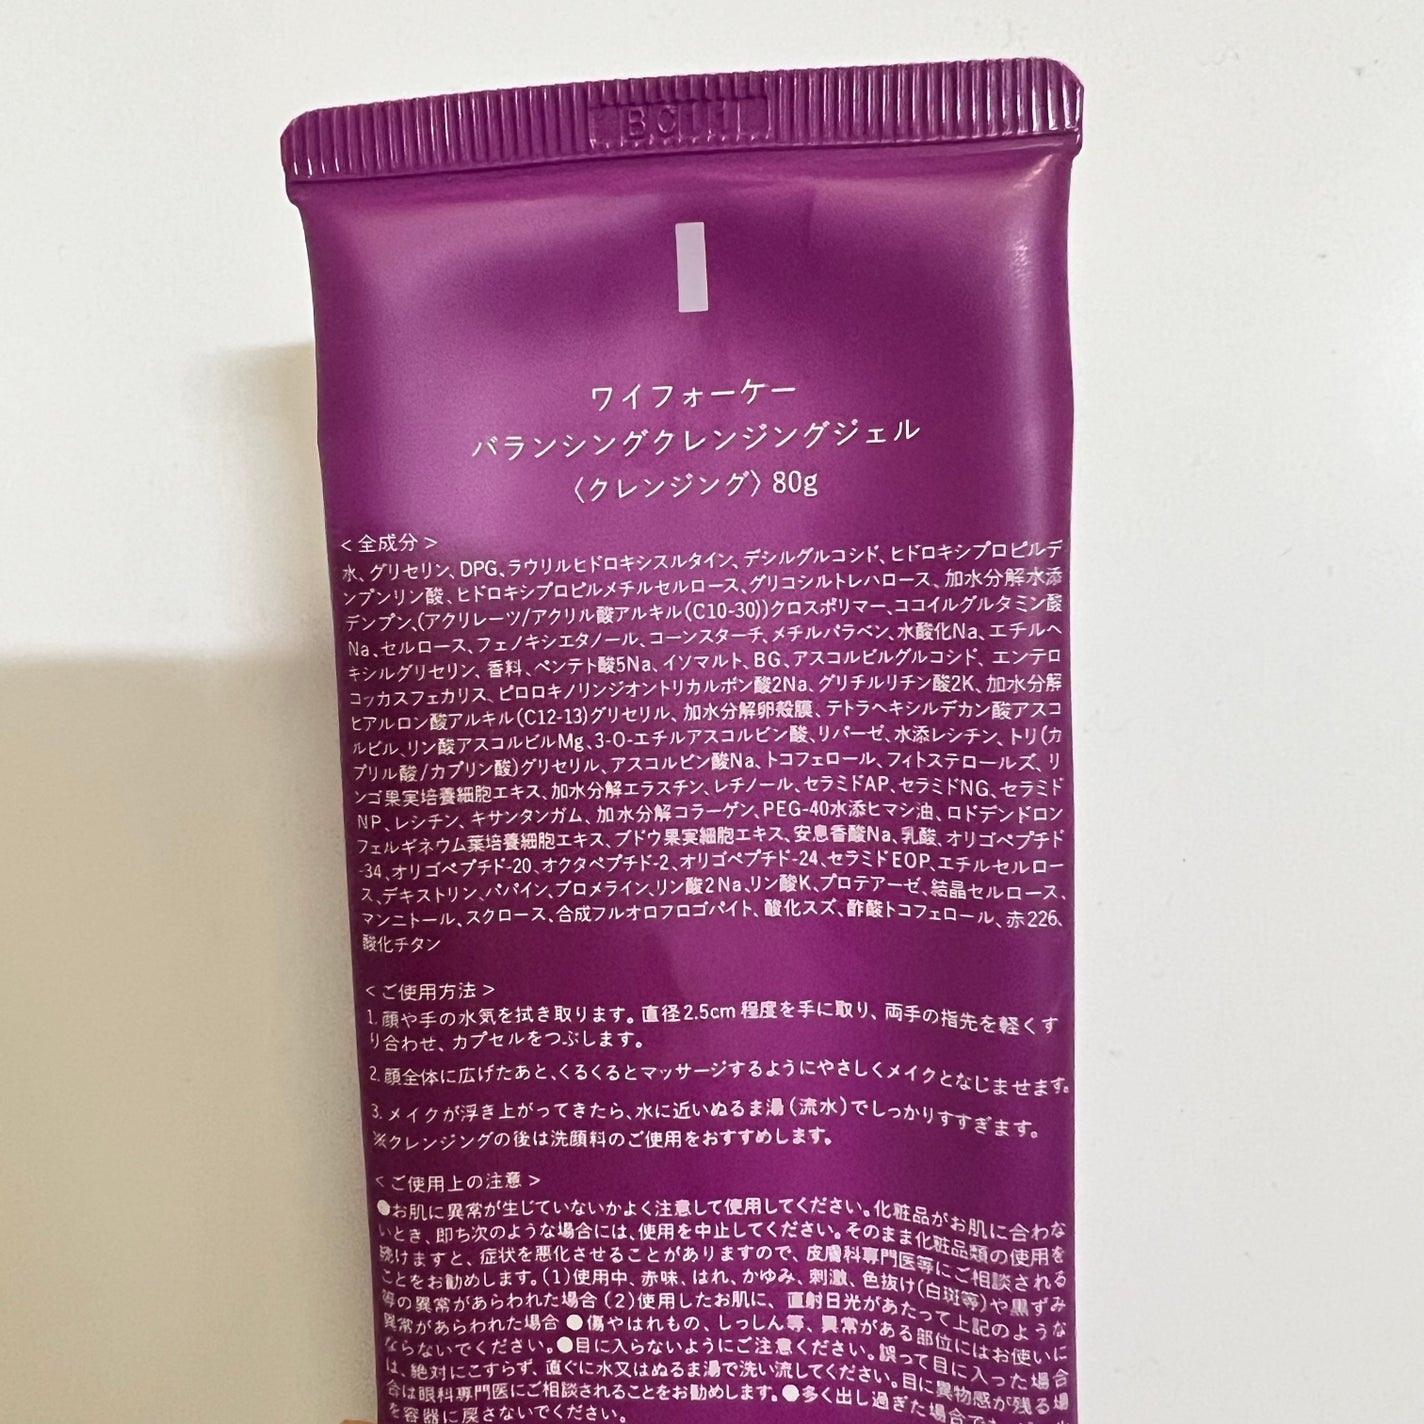 BC
ワイフォーケー
バランシングクレンジングジェル
〈クレンジング〉80g
<全成分>
水、グリセリン、DPG、ラウリルヒドロキシスルタイン、デシルグルコシド、ヒドロキシプロピルデ
ンプンリン酸、ヒドロキシプロピルメチルセルロース、グリコシルトレハロース、加水分解水添
デンプン、(アクリレーツ/アクリル酸アルキル(C10-30))クロスポリマー、ココイルグルタミン酸
Na、セルロース、フェノキシエタノール、コーンスターチ、メチルパラベン、水酸化Na、エチルヘ
キシルグリセリン、香料、ペンテト酸5Na、イソマルト、BG、アスコルビルグルコシド、エンテロ
コッカスフェカリス、ピロロキノリンジオントリカルボン酸2Na、グリチルリチン酸2K、加水分解
ヒアルロン酸アルキル(C12-13)グリセリル、加水分解卵殻膜、テトラヘキシルデカン酸アスコ
ルビル、リン酸アスコルビルMg、3-O-エチルアスコルビン酸、リパーゼ、水添レシチン、トリ(カ
プリル酸/カプリン酸)グリセリル、アスコルビン酸Na、トコフェロール、フィトステロールズ、リ
ンゴ果実培養細胞エキス、加水分解エラスチン、レチノール、セラミドAP、セラミドNG、セラミド
NP、レシチン、キサンタンガム、加水分解コラーゲン、PEG-40水添ヒマシ油、ロドデンドロン
フェルギネウム葉培養細胞エキス、ブドウ果実細胞エキス、安息香酸Na、乳酸、オリゴペプチド
-34、オリゴペプチド-20、オクタペプチド-2、オリゴペプチド-24、セラミドEOP、エチルセルロー
ス、デキストリン、パパイン、ブロメライン、リン酸2Na、リン酸K、プロテアーゼ、結晶セルロース、
マンニトール、スクロース、合成フルオロフロゴパイト、酸化スズ、酢酸トコフェロール、赤226、
酸化チタン
<ご使用方法>
1. 顔や手の水気を拭き取ります。直径2.5cm程度を手に取り、両手の指先を軽くす
り合わせ、カプセルをつぶします。
2. 顔全体に広げたあと、くるくるとマッサージするようにやさしくメイクとなじませます。
3. メイクが浮き上がってきたら、水に近いぬるま湯(流水)でしっかりすすぎます。
※クレンジングの後は洗顔料のご使用をおすすめします。
<ご使用上の注意>
●お肌に異常が生じていないかよく注意して使用してください。化粧品がお肌に合わな
いとき、即ち次のような場合には、使用を中止してください。そのまま化粧品類の使用を
続けますと、症状を悪化させることがありますので、皮膚科専門医等にご相談される
ことをお勧めします。(1)使用中、赤味、はれ、かゆみ、刺激、色抜け(白斑等)や黒ずみ
等の異常があらわれた場合(2)使用したお肌に、直射日光があたって上記のような
異常があらわれた場合●傷やはれもの、しっしん等、異常がある部位にはお使いに
ならないでください。●目に入らないようにご注意ください。誤って目に入った場合
は、絶対にこすらず、直ぐに水又はぬるま湯で洗い流してください。目に異物感が残る場
合は眼科専門医にご相談されることをお勧めします。●多く出し過ぎた場合でも
を容器に戻さないでください。